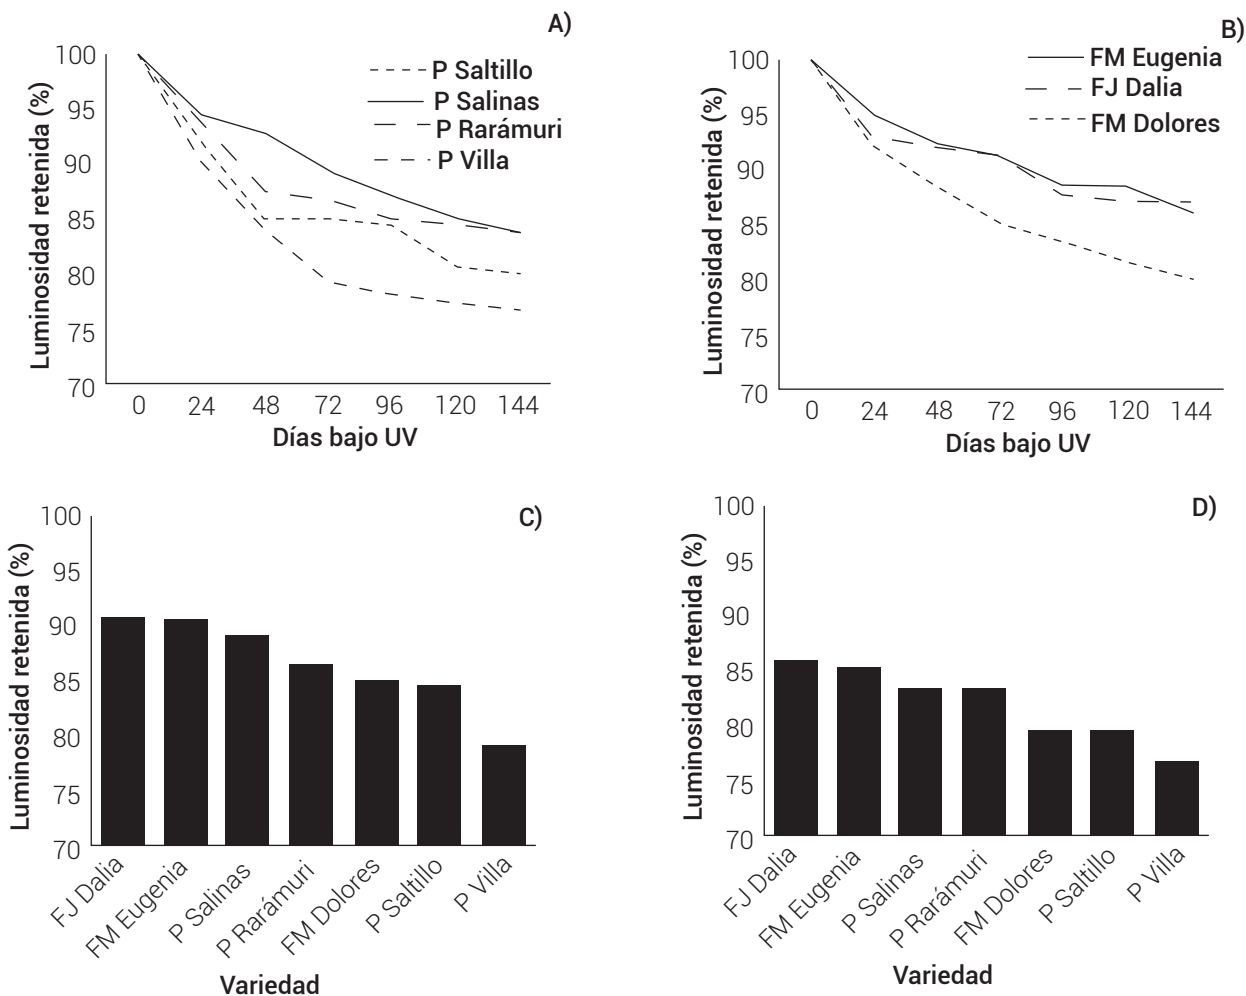 A)
100
95
90
85
80
75
70
Luminosidad retenida (%)
P Saltillo
P Salinas
P Rarámuri
P Villa
0 24 48 72 96 120 144
Días bajo UV
B)
100
95
90
85
80
75
70
Luminosidad retenida (%)
FM Eugenia
FJ Dalia
FM Dolores
0 24 48 72 96 120 144
Días bajo UV
C)
100
95
90
85
80
75
70
Luminosidad retenida (%)
FJ Dalia
FM Eugenia
P Salinas
P Rarámuri
FM Dolores
P Saltillo
P Villa
Variedad
D)
100
95
90
85
80
75
70
Luminosidad retenida (%)
FJ Dalia
FM Eugenia
P Salinas
P Rarámuri
FM Dolores
P Saltillo
P Villa
Variedad